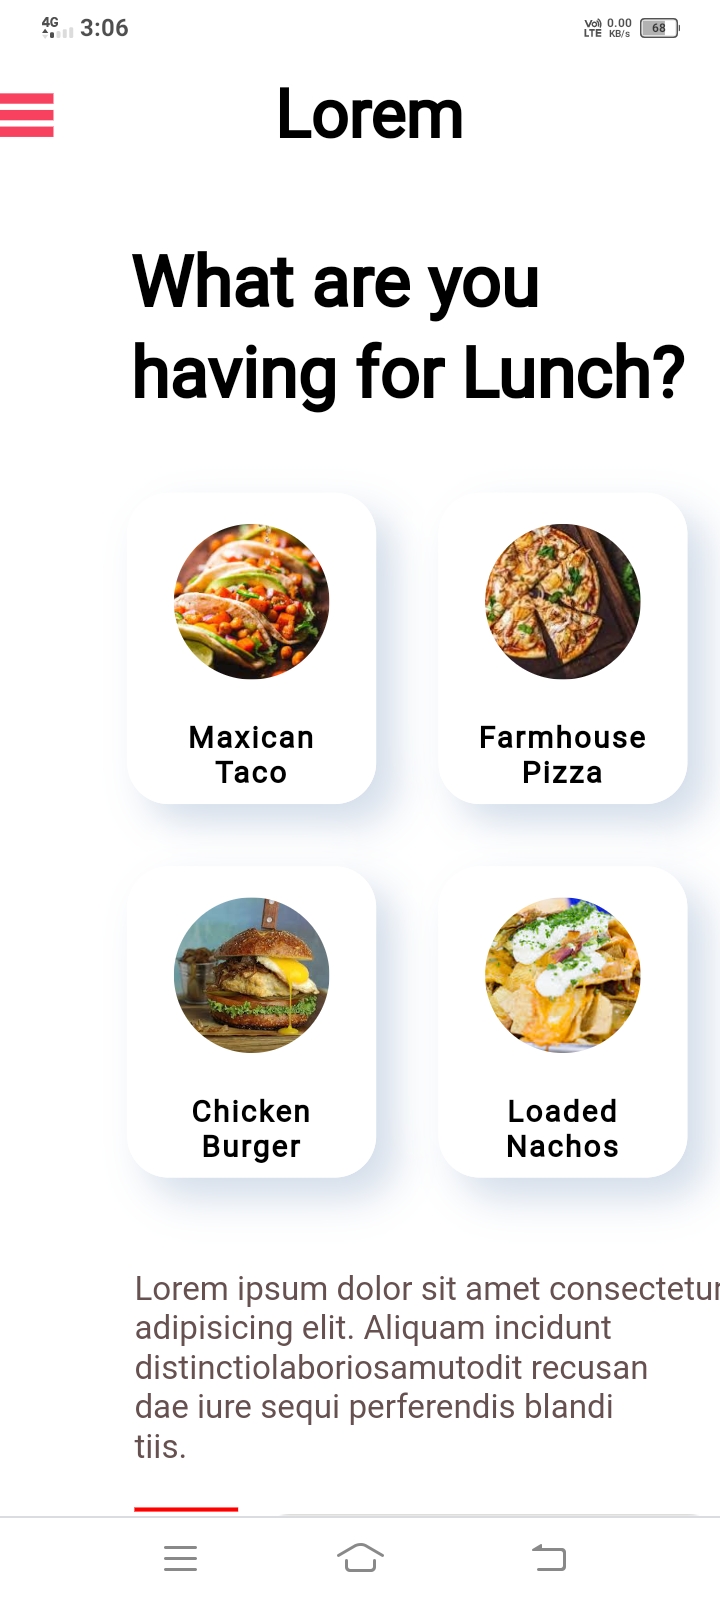 4G 3:06 Vo) 0.00 68
LTE KB/s
Lorem
What are you
having for Lunch?
Maxican
Taco
Farmhouse
Pizza
Chicken
Burger
Loaded
Nachos
Lorem ipsum dolor sit amet consectetur
adipisicing elit. Aliquam incidunt
distinctiolaboriosamutodit recusan
dae iure sequi perferendis blandi
tiis.